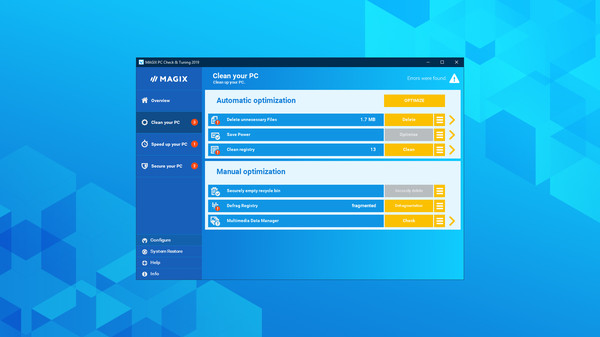 MAGIX PC Check & Tuning 2019
MAGIX
Clean your PC
Clean up your PC.
Errors were found.
Overview
Clean your PC
Speed up your PC
Secure your PC
Configure
System Restore
Help
Info
Automatic optimization
OPTIMIZE
Delete unnecessary Files 1.7 MB Delete
Save Power Optimize
Clean registry 13 Clean
Manual optimization
Securely empty recycle bin
Defrag Registry fragmented Defragmentation
Multimedia Data Manager Check